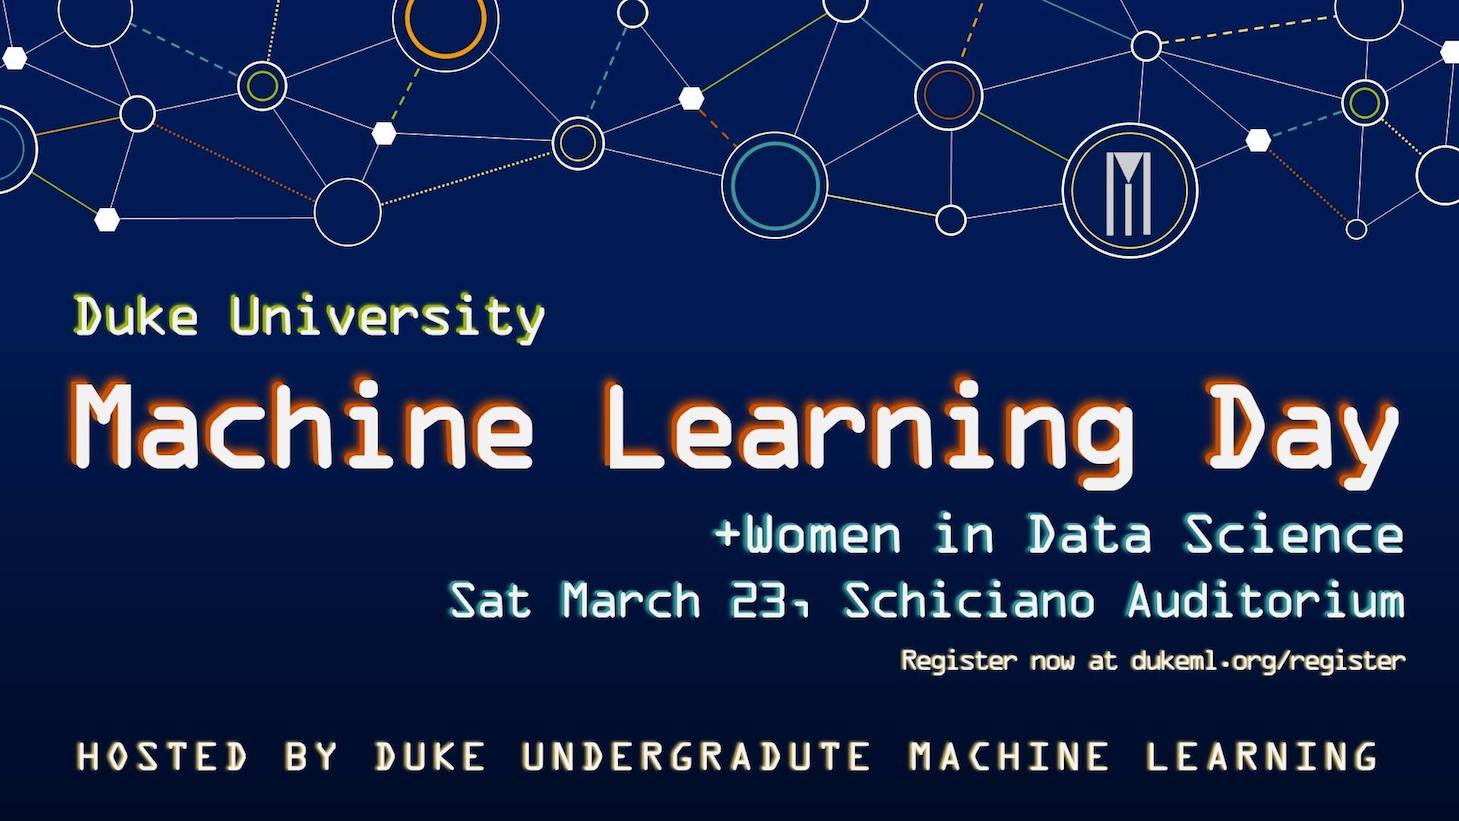 Duke University
Machine Learning Day
+Women in Data Science
Sat March 23, Schiciano Auditorium
Register now at dukeml.org/register
HOSTED BY DUKE UNDERGRADUTE MACHINE LEARNING